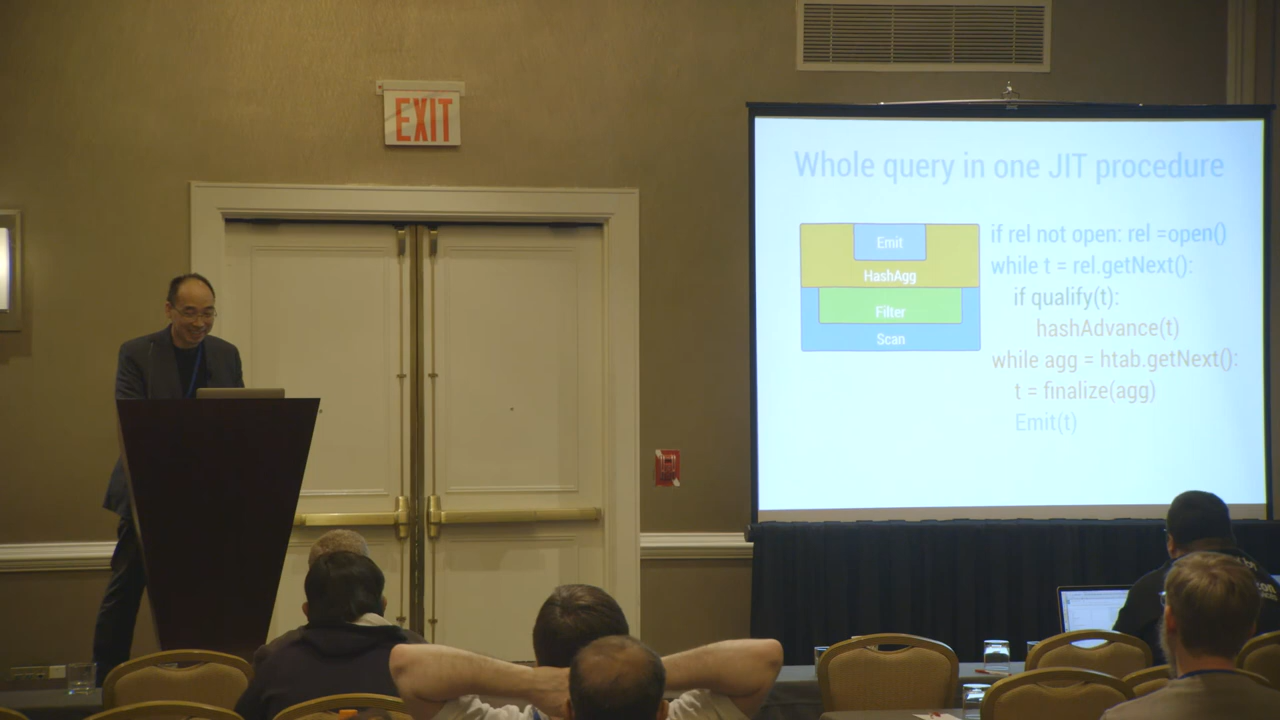 EXIT
Whole query in one JIT procedure
Emit
HashAgg
Filter
Scan
if rel not open: rel =open()
while t = rel.getNext():
if qualify(t):
hashAdvance(t)
while agg = htab.getNext():
t = finalize(agg)
Emit(t)